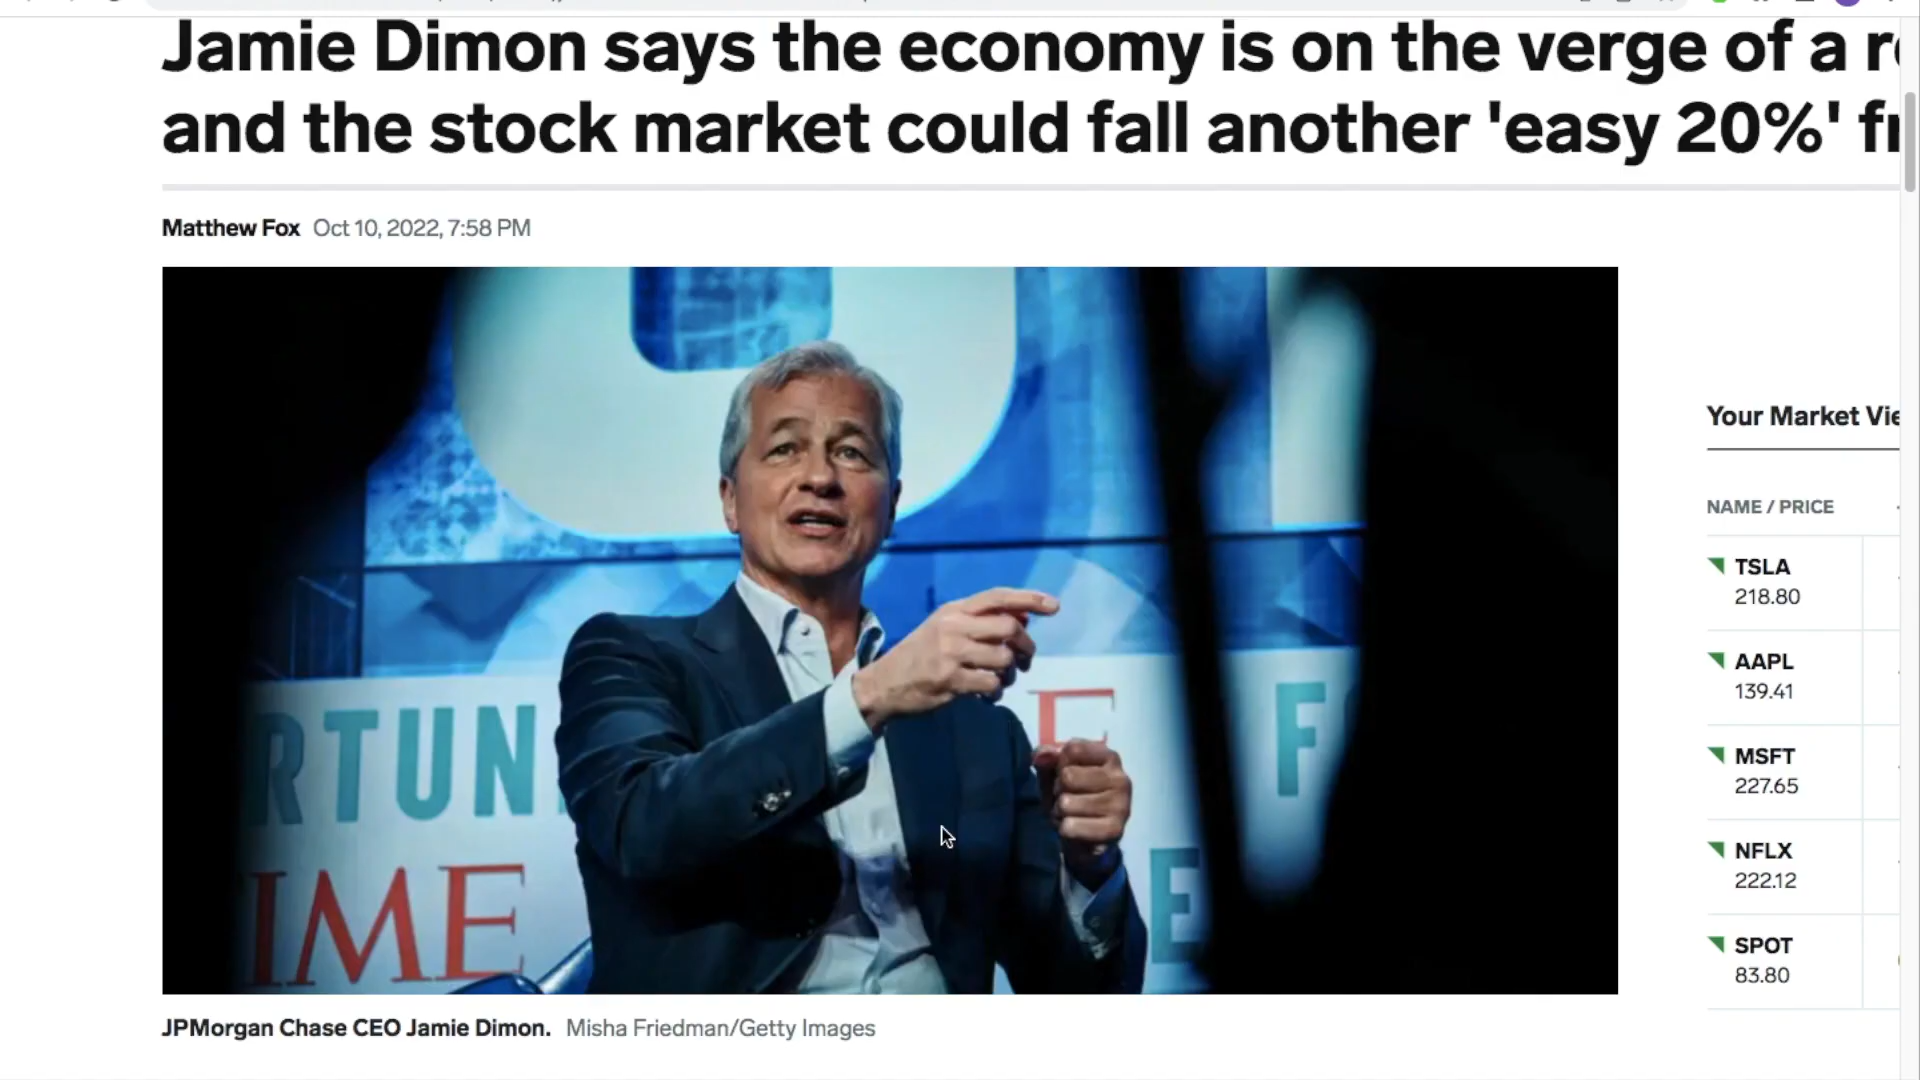 Jamie Dimon says the economy is on the verge of a
and the stock market could fall another 'easy 20%'
Matthew Fox Oct 10, 2022, 7:58 PM
RTUN
IME
E
F
E
JPMorgan Chase CEO Jamie Dimon. Misha Friedman/Getty Images
Your Market
NAME / PRICE
TSLA
218.80
AAPL
139.41
MSFT
227.65
NFLX
222.12
SPOT
83.80